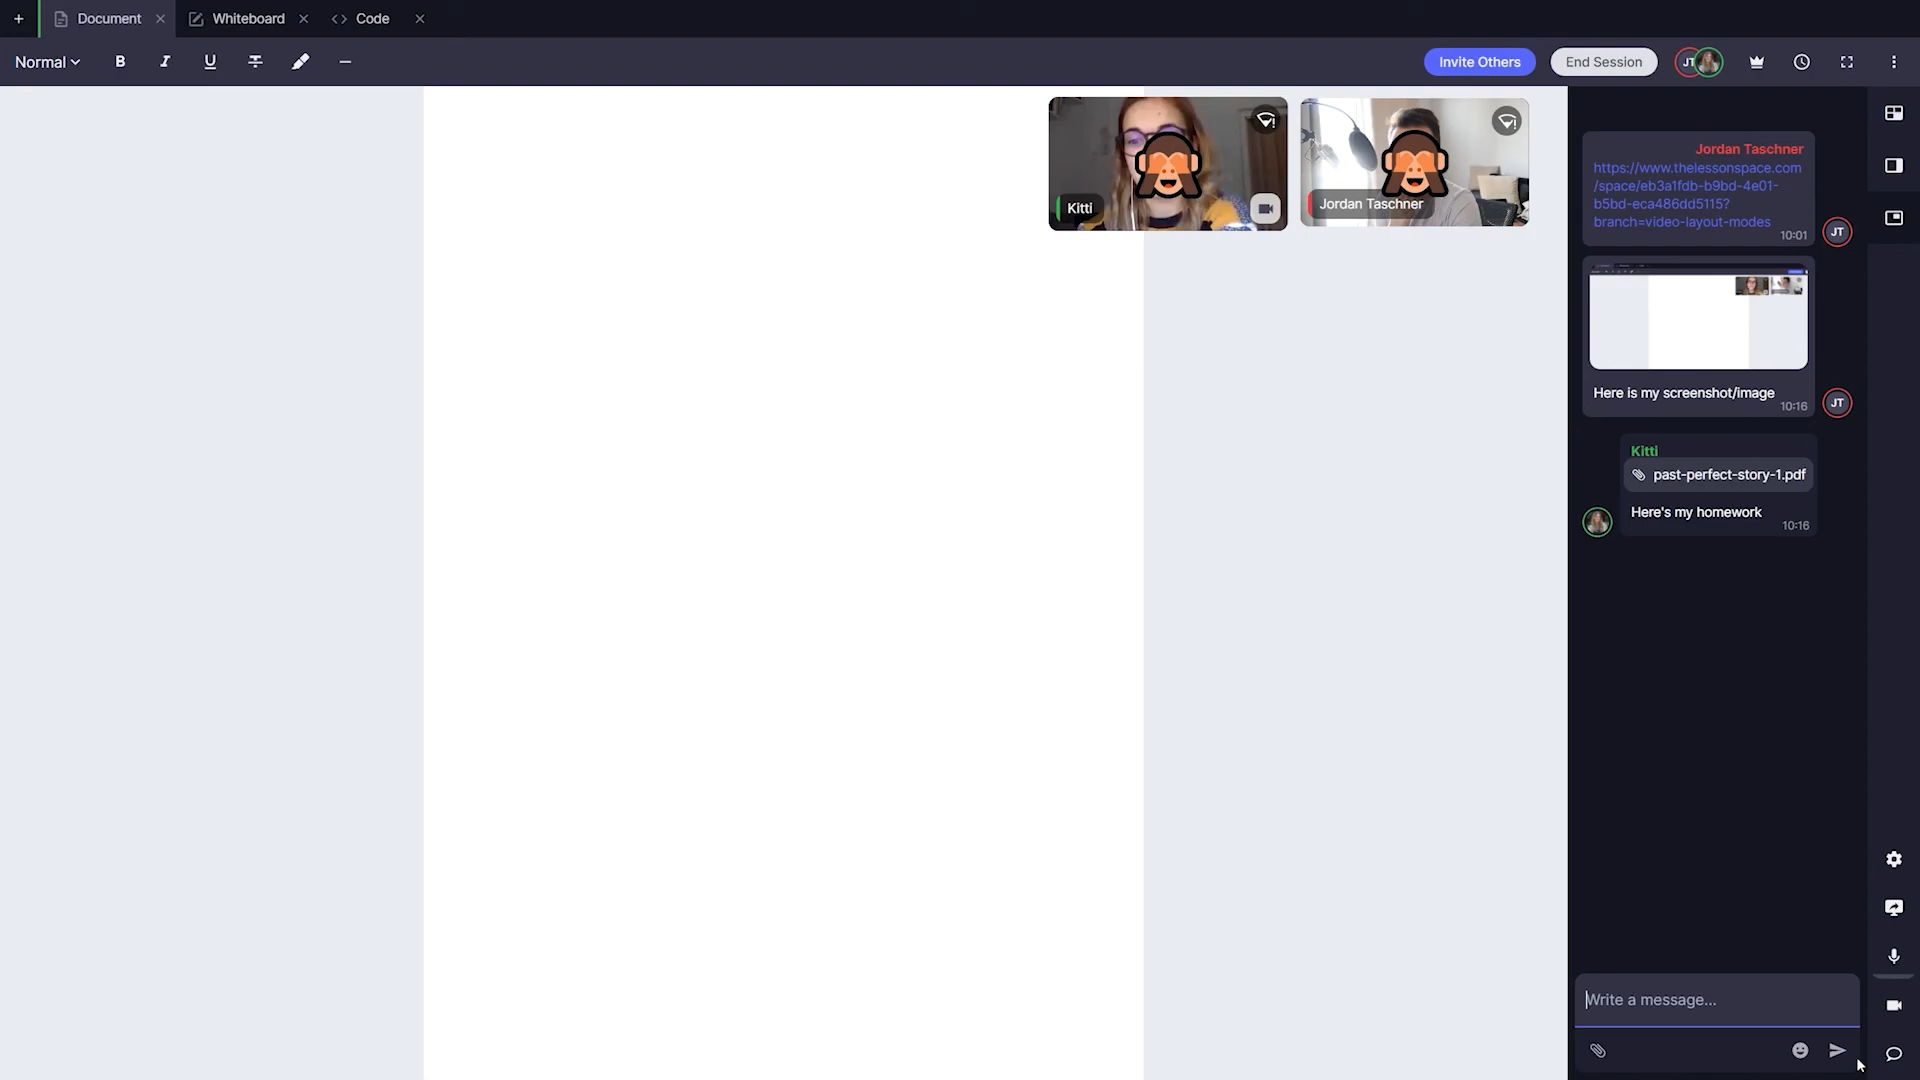 Document
Whiteboard
Code
Normal
B
I
U
Invite Others
End Session
JT
Kitti
Jordan Taschner
Jordan Taschner
https://www.thelessonspace.com
/space/eb3a1fdb-b9bd-4e01-
b5bd-eca486dd5115?
branch=video-layout-modes
10:01
JT
Here is my screenshot/image
10:16
JT
Kitti
past-perfect-story-1.pdf
Here's my homework
10:16
Write a message...